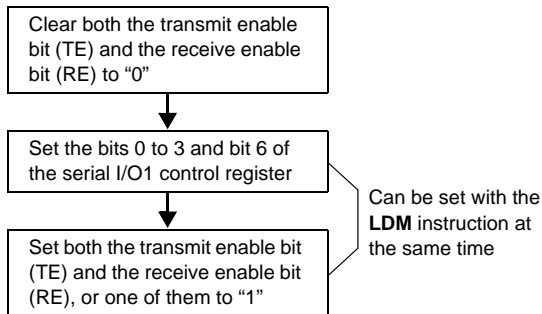 Clear both the transmit enable
bit (TE) and the receive enable
bit (RE) to “0”
Set the bits 0 to 3 and bit 6 of
the serial I/O1 control register
Can be set with the
LDM instruction at
the same time
Set both the transmit enable bit
(TE) and the receive enable bit
(RE), or one of them to “1”